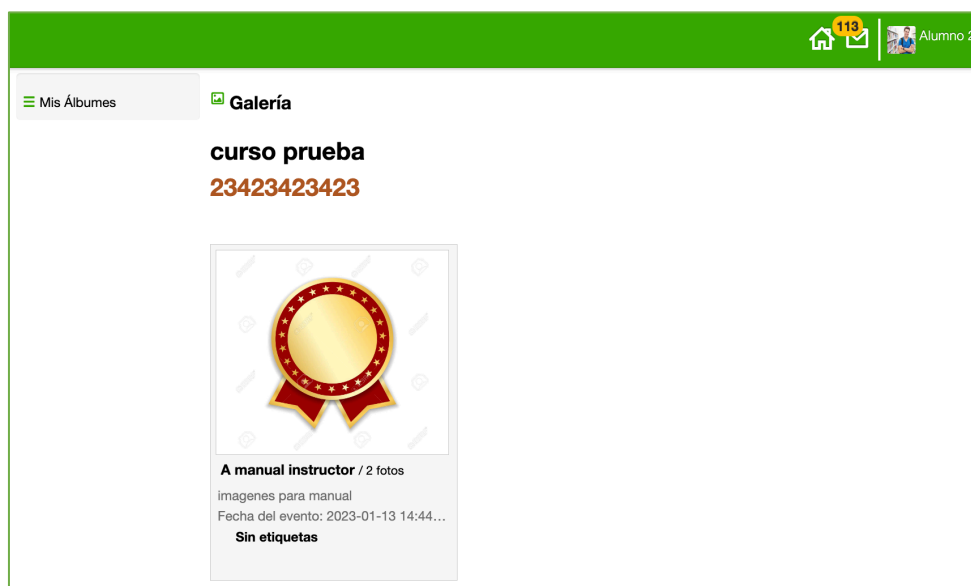 113
Alumno 2
Mis Álbumes
Galería
curso prueba
23423423423
A manual instructor / 2 fotos
imagenes para manual
Fecha del evento: 2023-01-13 14:44...
Sin etiquetas